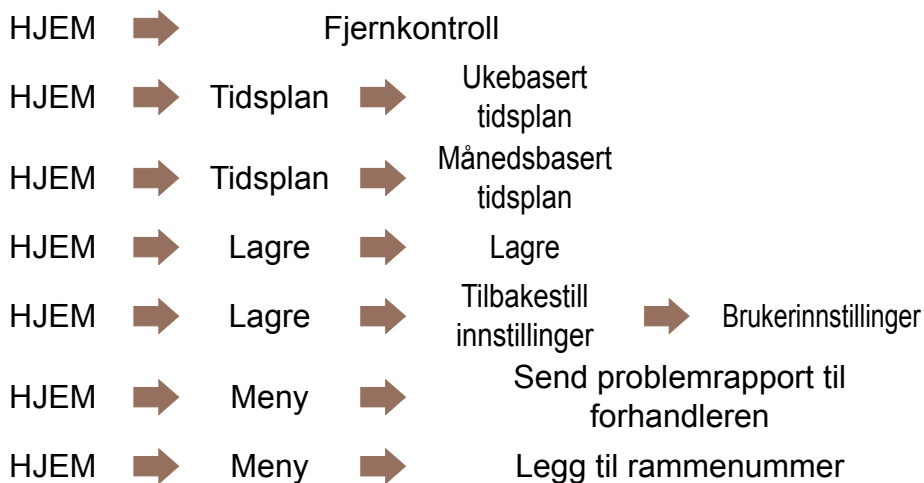 HJEM Fjernkontroll
HJEM Tidsplan Ukebasert
tidsplan
HJEM Tidsplan Månedsbasert
tidsplan
HJEM Lagre Lagre
HJEM Lagre Tilbakestill
innstillinger Brukerinnstillinger
HJEM Meny Send problemrapport til
forhandleren
HJEM Meny Legg til rammenummer